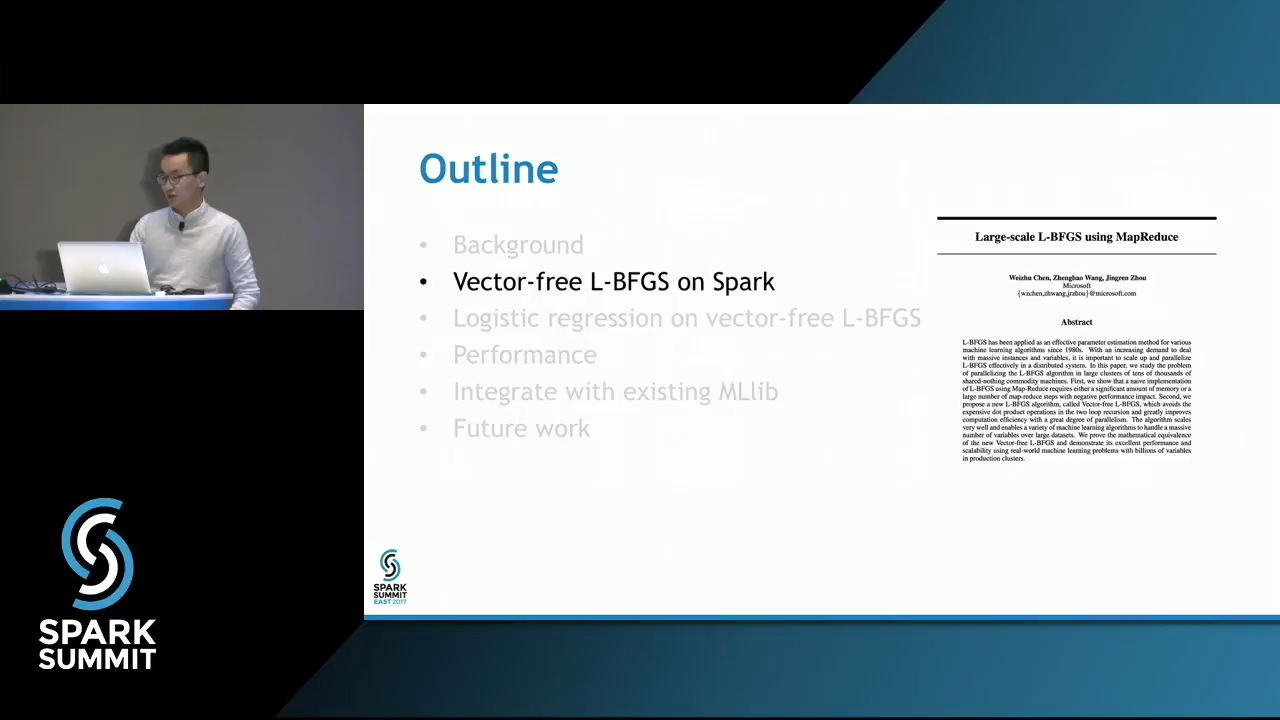 Outline
• Background
• Vector-free L-BFGS on Spark
• Logistic regression on vector-free L-BFGS
• Performance
• Integrate with existing MLlib
• Future work
Large-scale L-BFGS using MapReduce
Weizhu Chen, Zhenghao Wang, Jingren Zhou
Microsoft
{wzchen,zhwang,jrzhou}@microsoft.com
Abstract
L-BFGS has been applied as an effective parameter estimation method for various
machine learning algorithms since 1980s. With an increasing demand to deal
with massive instances and variables, it is important to scale up and parallelize
L-BFGS effectively in a distributed system. In this paper, we study the problem
of parallelizing the L-BFGS algorithm in large clusters of tens of thousands of
shared-nothing commodity machines. First, we show that a naive implementation
of L-BFGS using Map-Reduce requires either a significant amount of memory or a
large number of map-reduce steps with negative performance impact. Second, we
propose a new L-BFGS algorithm, called Vector-free L-BFGS, which avoids the
expensive dot product operations in the two loop recursion and greatly improves
computation efficiency with a great degree of parallelism. The algorithm scales
very well and enables a variety of machine learning algorithms to handle a massive
number of variables over large datasets. We prove the mathematical equivalence
of the new Vector-free L-BFGS and demonstrate its excellent performance and
scalability using real-world machine learning problems with billions of variables
in production clusters.
SPARK
SUMMIT
EAST 2017
SPARK
SUMMIT